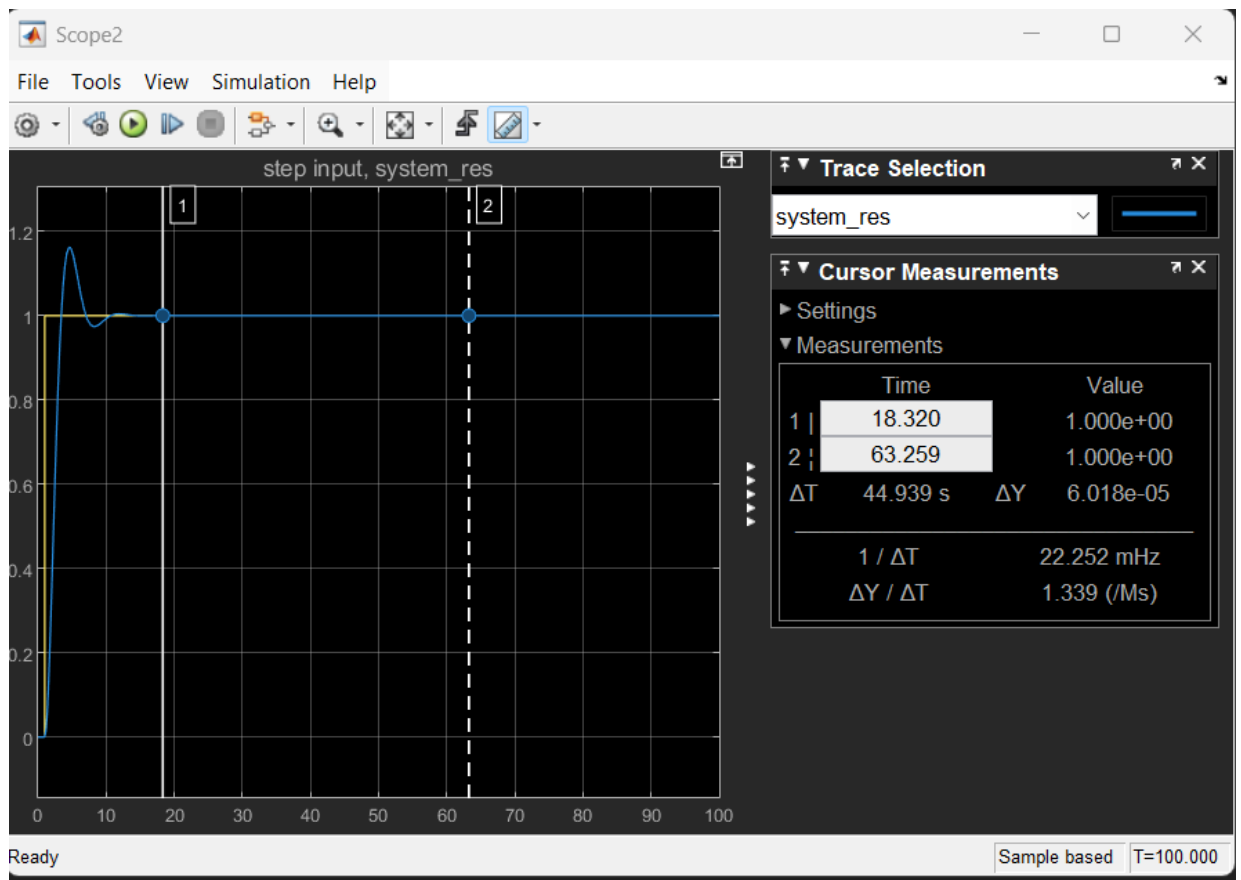 Scope2
File Tools View Simulation Help
step input, system_res
1
2
1.2
1
0.8
0.6
0.4
0.2
0
0 10 20 30 40 50 60 70 80 90 100
Trace Selection
system_res
Cursor Measurements
Settings
Measurements
Time Value
1 | 18.320 1.000e+00
2 ¦ 63.259 1.000e+00
ΔT 44.939 s ΔY 6.018e-05
1 / ΔT 22.252 mHz
ΔY / ΔT 1.339 (/Ms)
Ready Sample based T=100.000